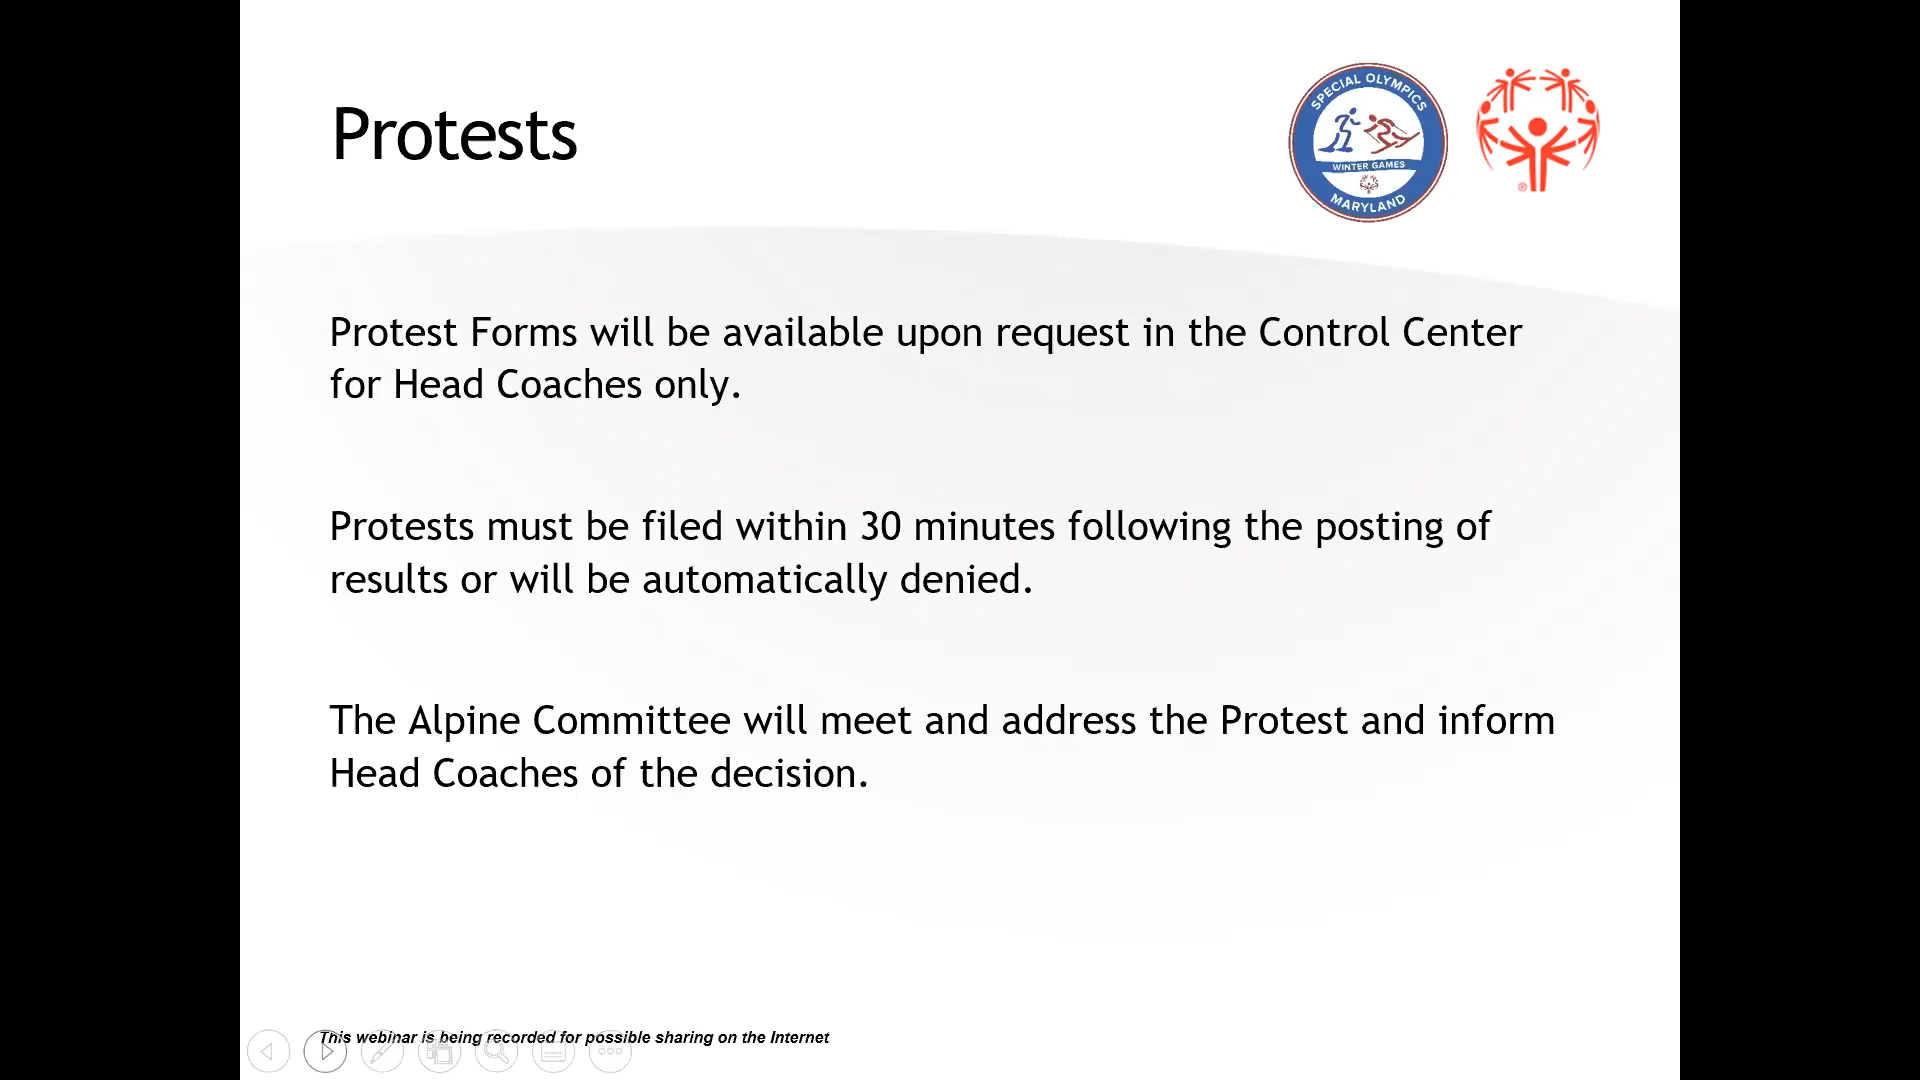 Protests
SPECIAL OLYMPICS
WINTER GAMES
MARYLAND
®
Protest Forms will be available upon request in the Control Center
for Head Coaches only.
Protests must be filed within 30 minutes following the posting of
results or will be automatically denied.
The Alpine Committee will meet and address the Protest and inform
Head Coaches of the decision.
This webinar is being recorded for possible sharing on the Internet